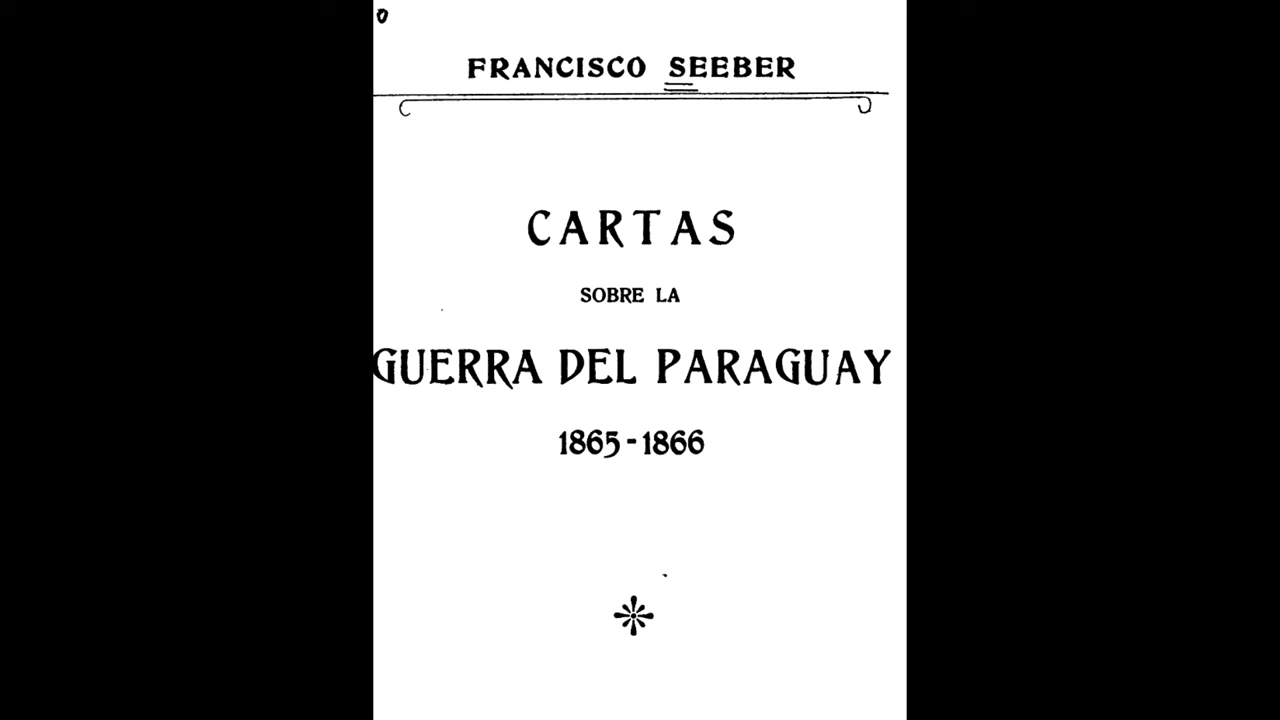 FRANCISCO SEEBER
CARTAS
SOBRE LA
GUERRA DEL PARAGUAY
1865-1866